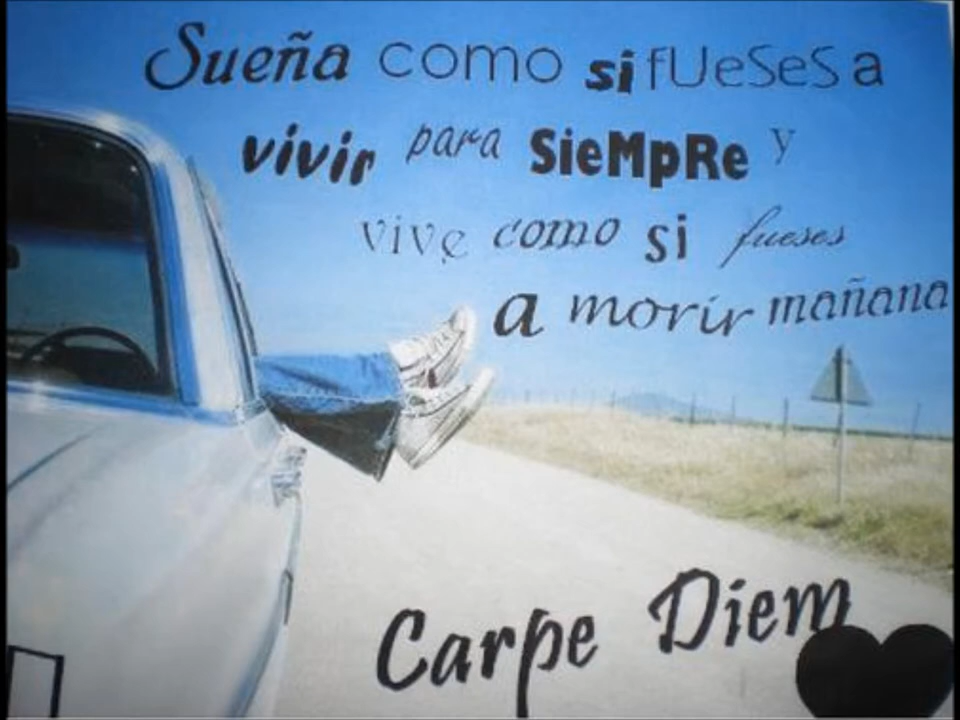 Sueña como si fUeSeS a
vivir para SieMpRe y
vive como si fueses
a morir mañana
Carpe Diem